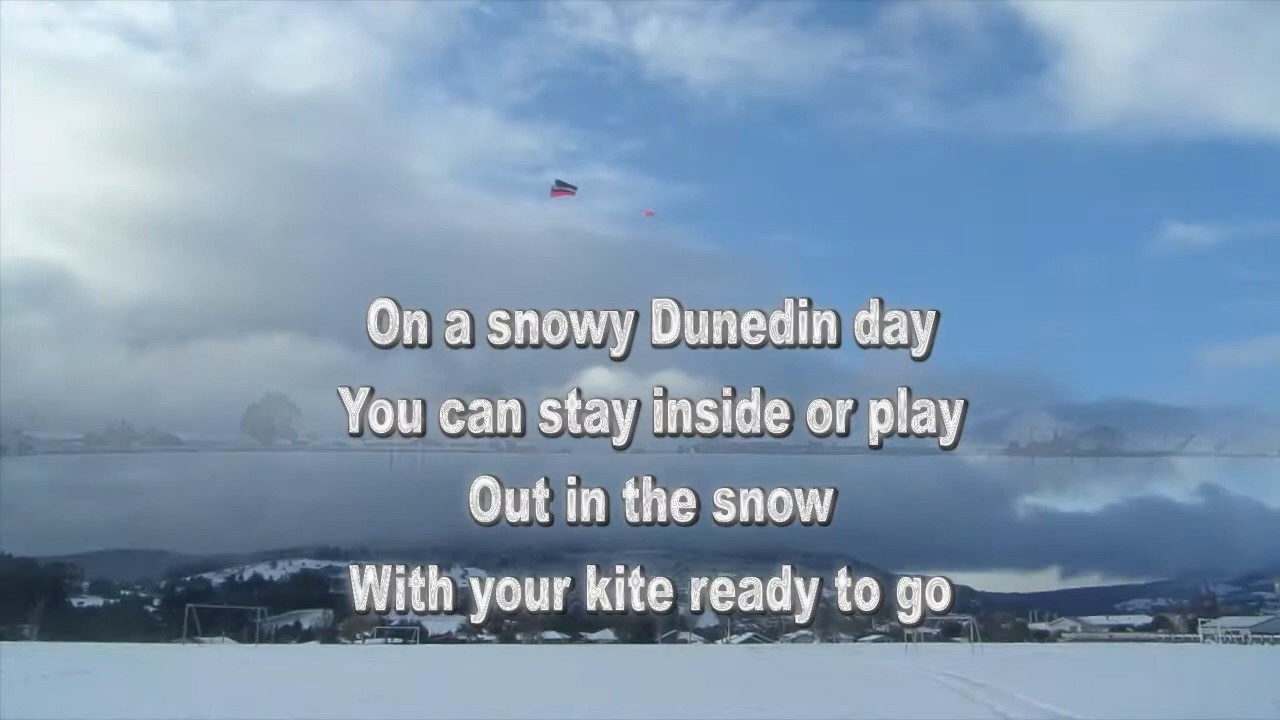 On a snowy Dunedin day
You can stay inside or play
Out in the snow
With your kite ready to go